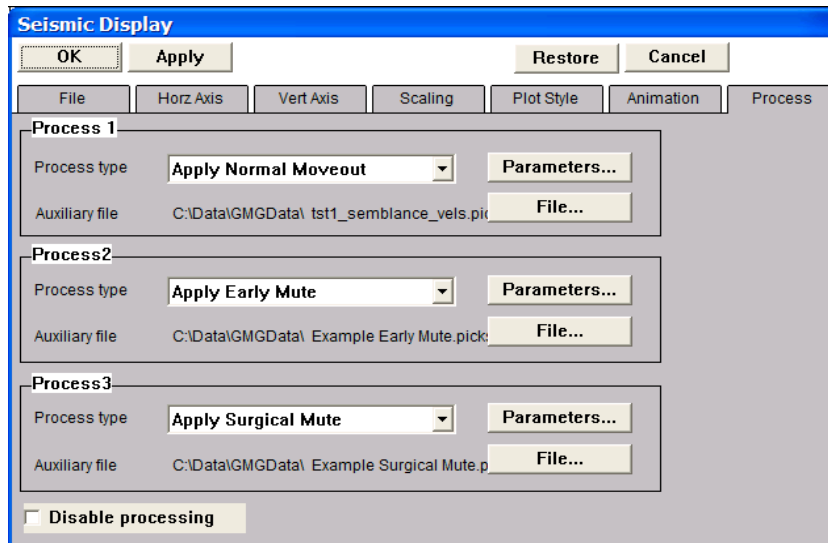 Seismic Display
OK Apply Restore Cancel
File Horz Axis Vert Axis Scaling Plot Style Animation Process
Process 1
Process type Apply Normal Moveout Parameters...
Auxiliary file C:\Data\GMGData\ tst1_semblance_vels.pic File...
Process2
Process type Apply Early Mute Parameters...
Auxiliary file C:\Data\GMGData\ Example Early Mute.picks File...
Process3
Process type Apply Surgical Mute Parameters...
Auxiliary file C:\Data\GMGData\ Example Surgical Mute.p File...
Disable processing